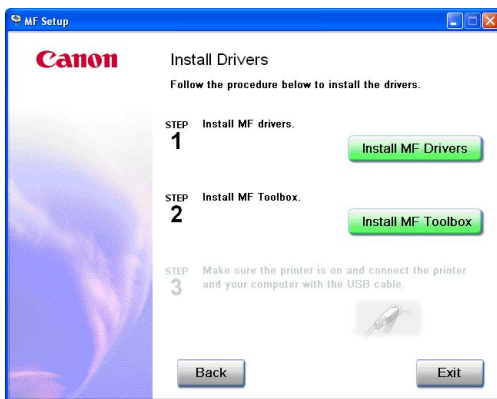 MF Setup
Canon
Install Drivers
Follow the procedure below to install the drivers.
STEP
1
Install MF drivers.
Install MF Drivers
STEP
2
Install MF Toolbox.
Install MF Toolbox
STEP
3
Make sure the printer is on and connect the printer
and your computer with the USB cable.
Back
Exit